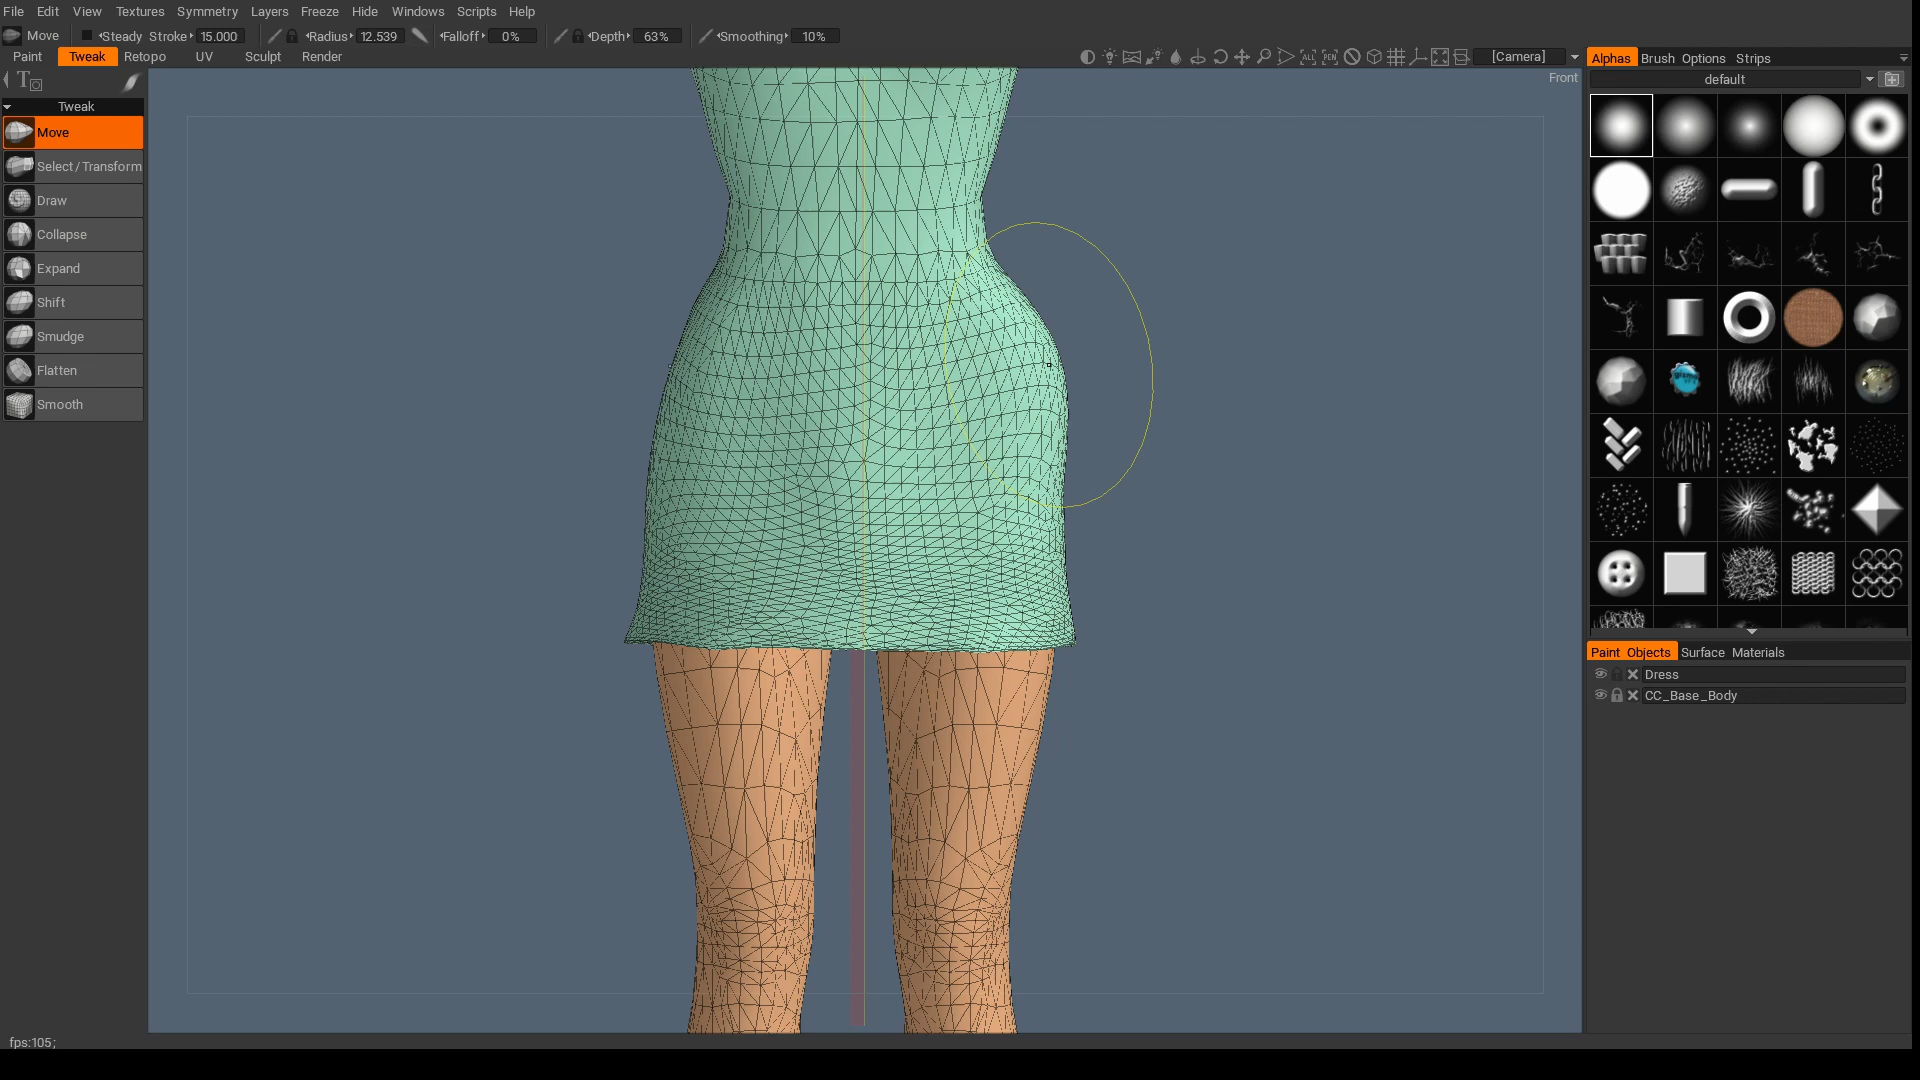 File Edit View Textures Symmetry Layers Freeze Hide Windows Scripts Help
Move Steady Stroke 15.000 Radius 12.539 Falloff 0% Depth 63% Smoothing 10%
Paint Tweak Retopo UV Sculpt Render ALL PEN [Camera]
Alphas Brush Options Strips
Front
default
Tweak
Move
Select/Transform
Draw
Collapse
Expand
Shift
Smudge
Flatten
Smooth
Paint Objects Surface Materials
Dress
CC_Base_Body
fps:105;